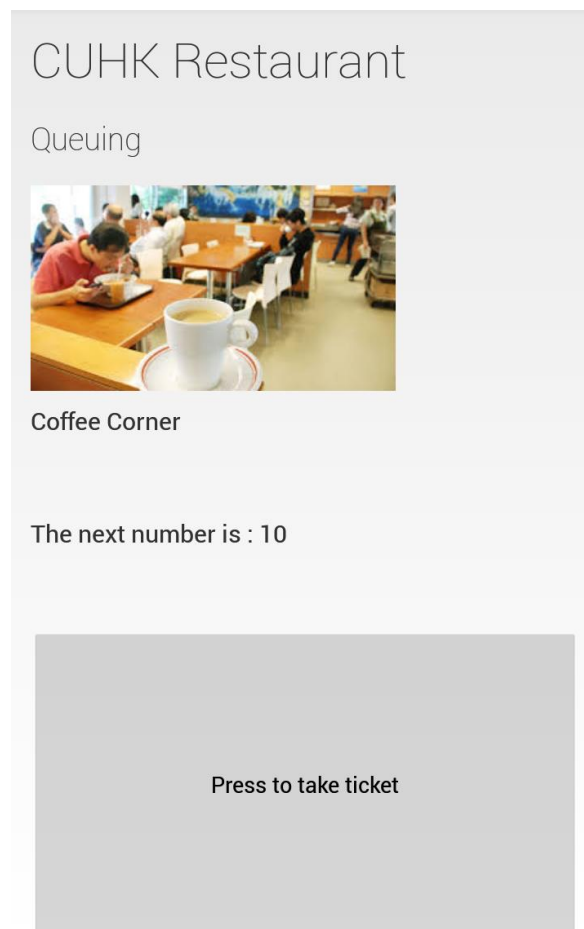 CUHK Restaurant
Queuing
Coffee Corner
The next number is : 10
Press to take ticket